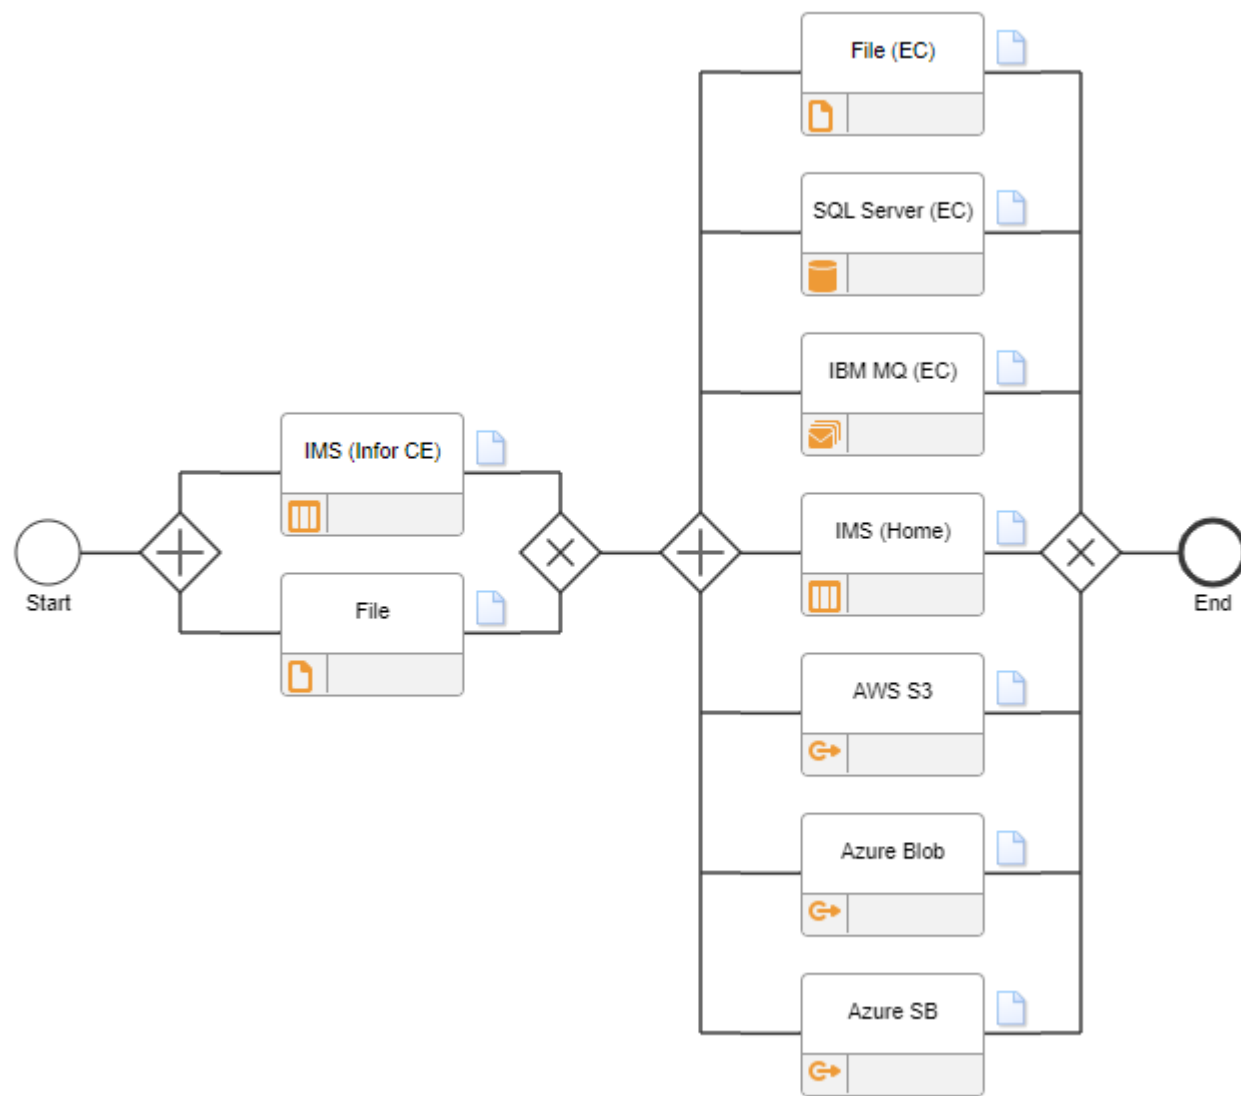 File (EC)
SQL Server (EC)
IBM MQ (EC)
IMS (Infor CE)
IMS (Home)
Start
File
End
AWS S3
Azure Blob
Azure SB